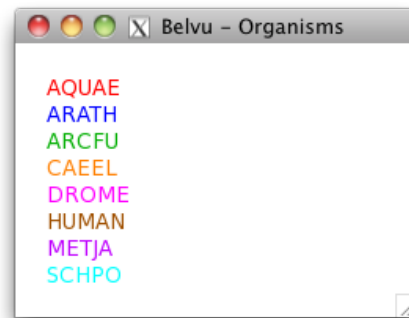 Belvu – Organisms
AQUAE
ARATH
ARCFU
CAEEL
DROME
HUMAN
METJA
SCHPO